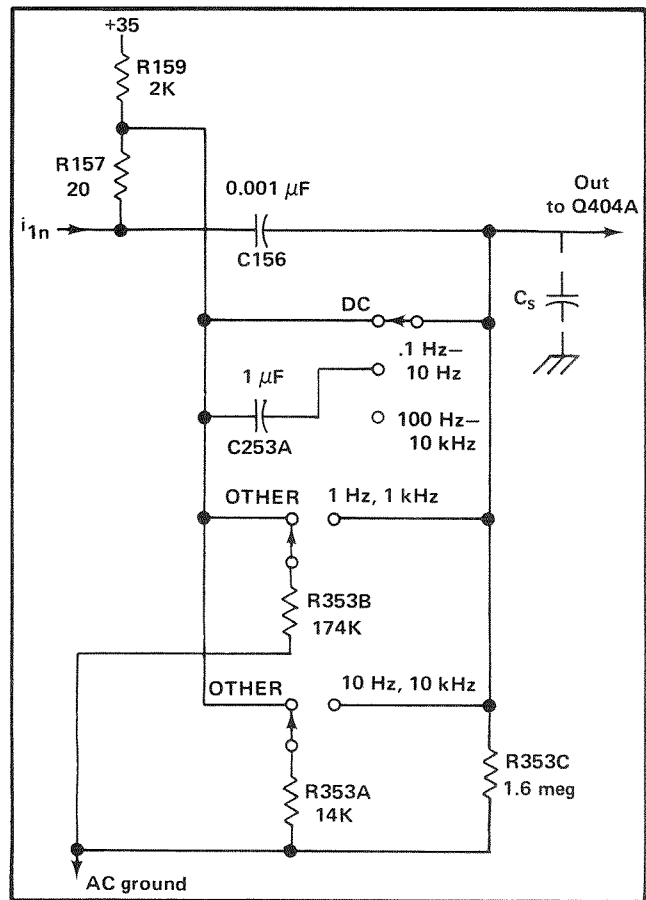 +35
R159
2K
R157
20
0.001 μF
Out
to Q404A
i1n
C156
Cs
DC
.1 Hz–
10 Hz
1 μF
100 Hz–
10 kHz
C253A
OTHER
1 Hz, 1 kHz
R353B
174K
OTHER
10 Hz, 10 kHz
R353C
1.6 meg
R353A
14K
AC ground